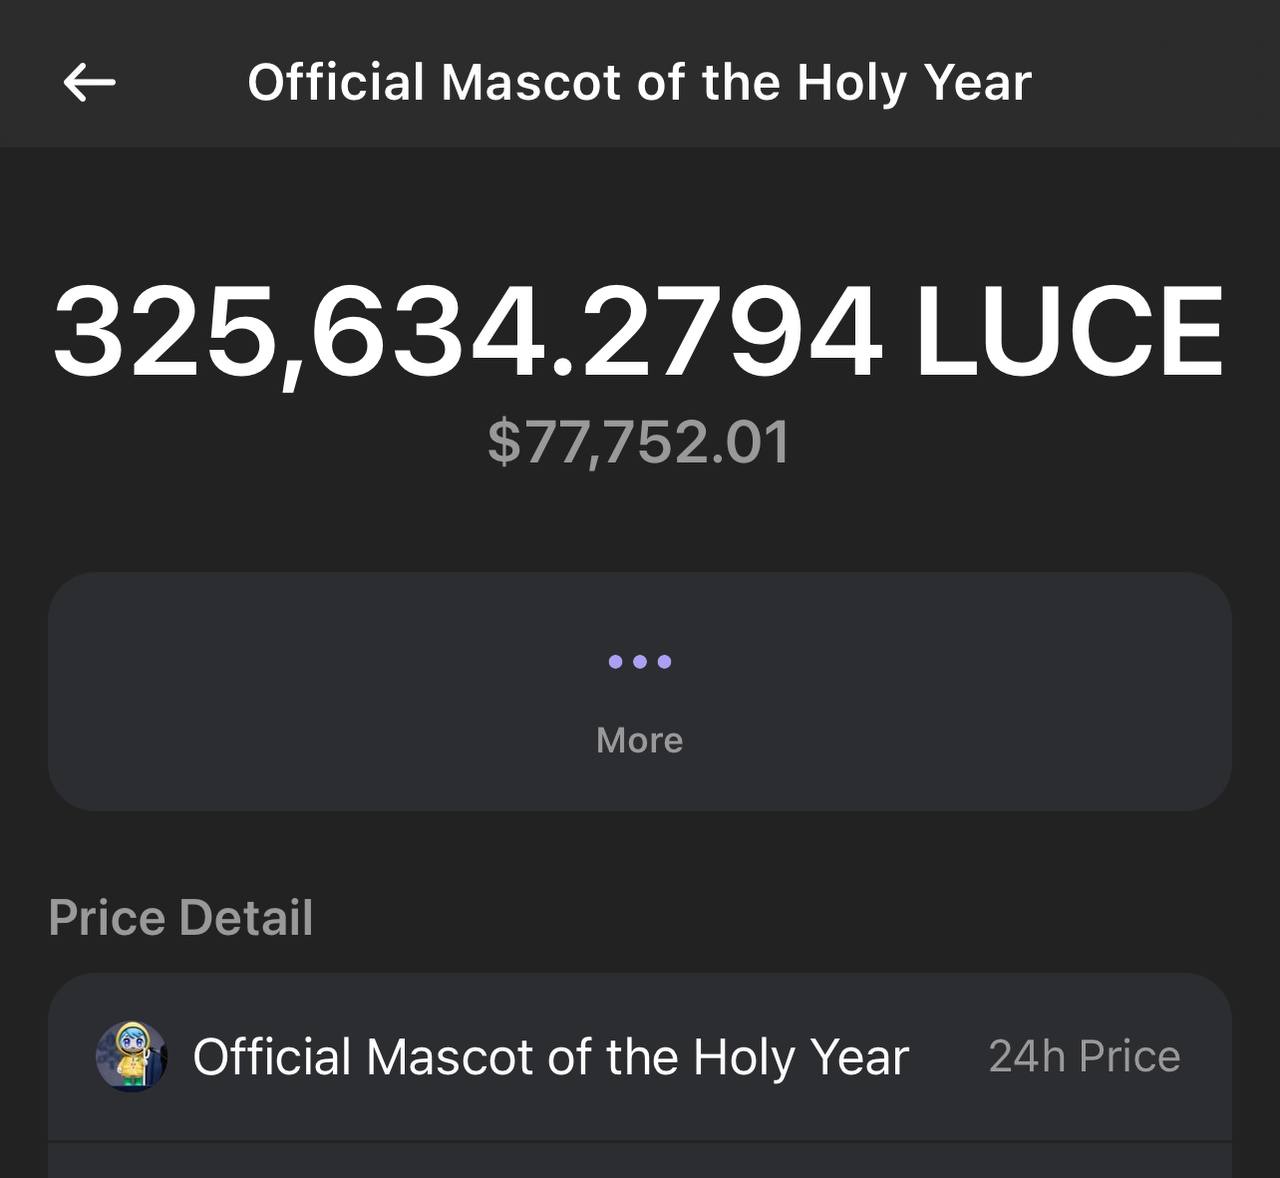 Official Mascot of the Holy Year
325,634.2794 LUCE
$77,752.01
More
Price Detail
Official Mascot of the Holy Year 24h Price